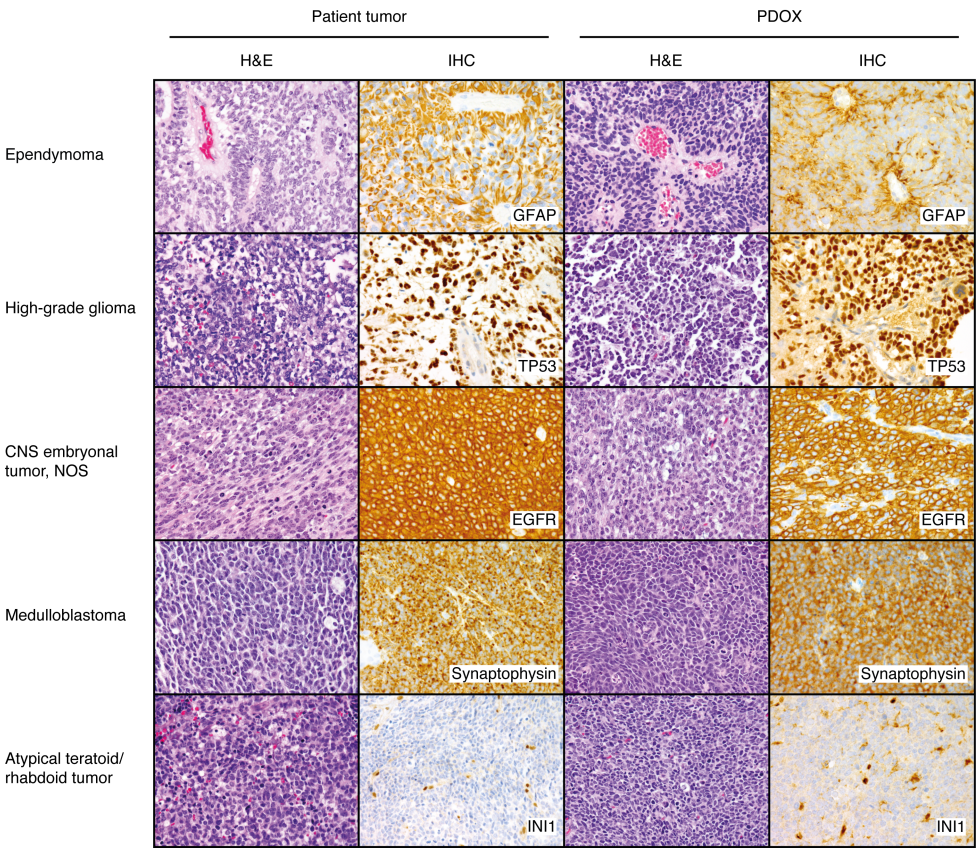 Patient tumor
PDOX
H&E
IHC
H&E
IHC
Ependymoma
GFAP
GFAP
High-grade glioma
TP53
TP53
CNS embryonal
tumor, NOS
EGFR
EGFR
Medulloblastoma
Synaptophysin
Synaptophysin
Atypical teratoid/
rhabdoid tumor
INI1
INI1